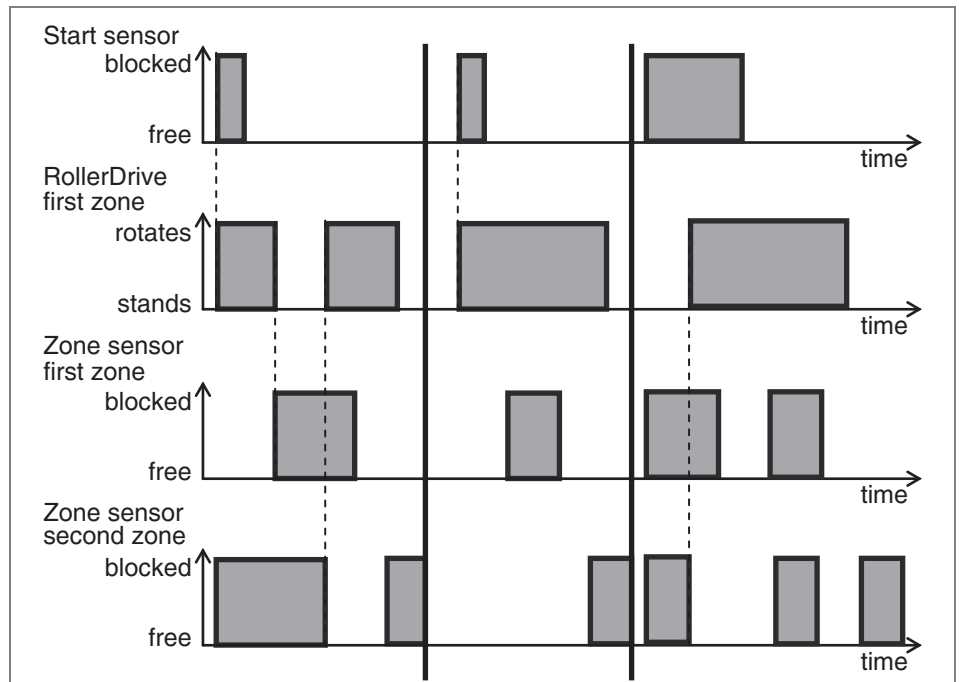 Start sensor
blocked
free
time
RollerDrive
first zone
rotates
stands
time
Zone sensor
first zone
blocked
free
time
Zone sensor
second zone
blocked
free
time